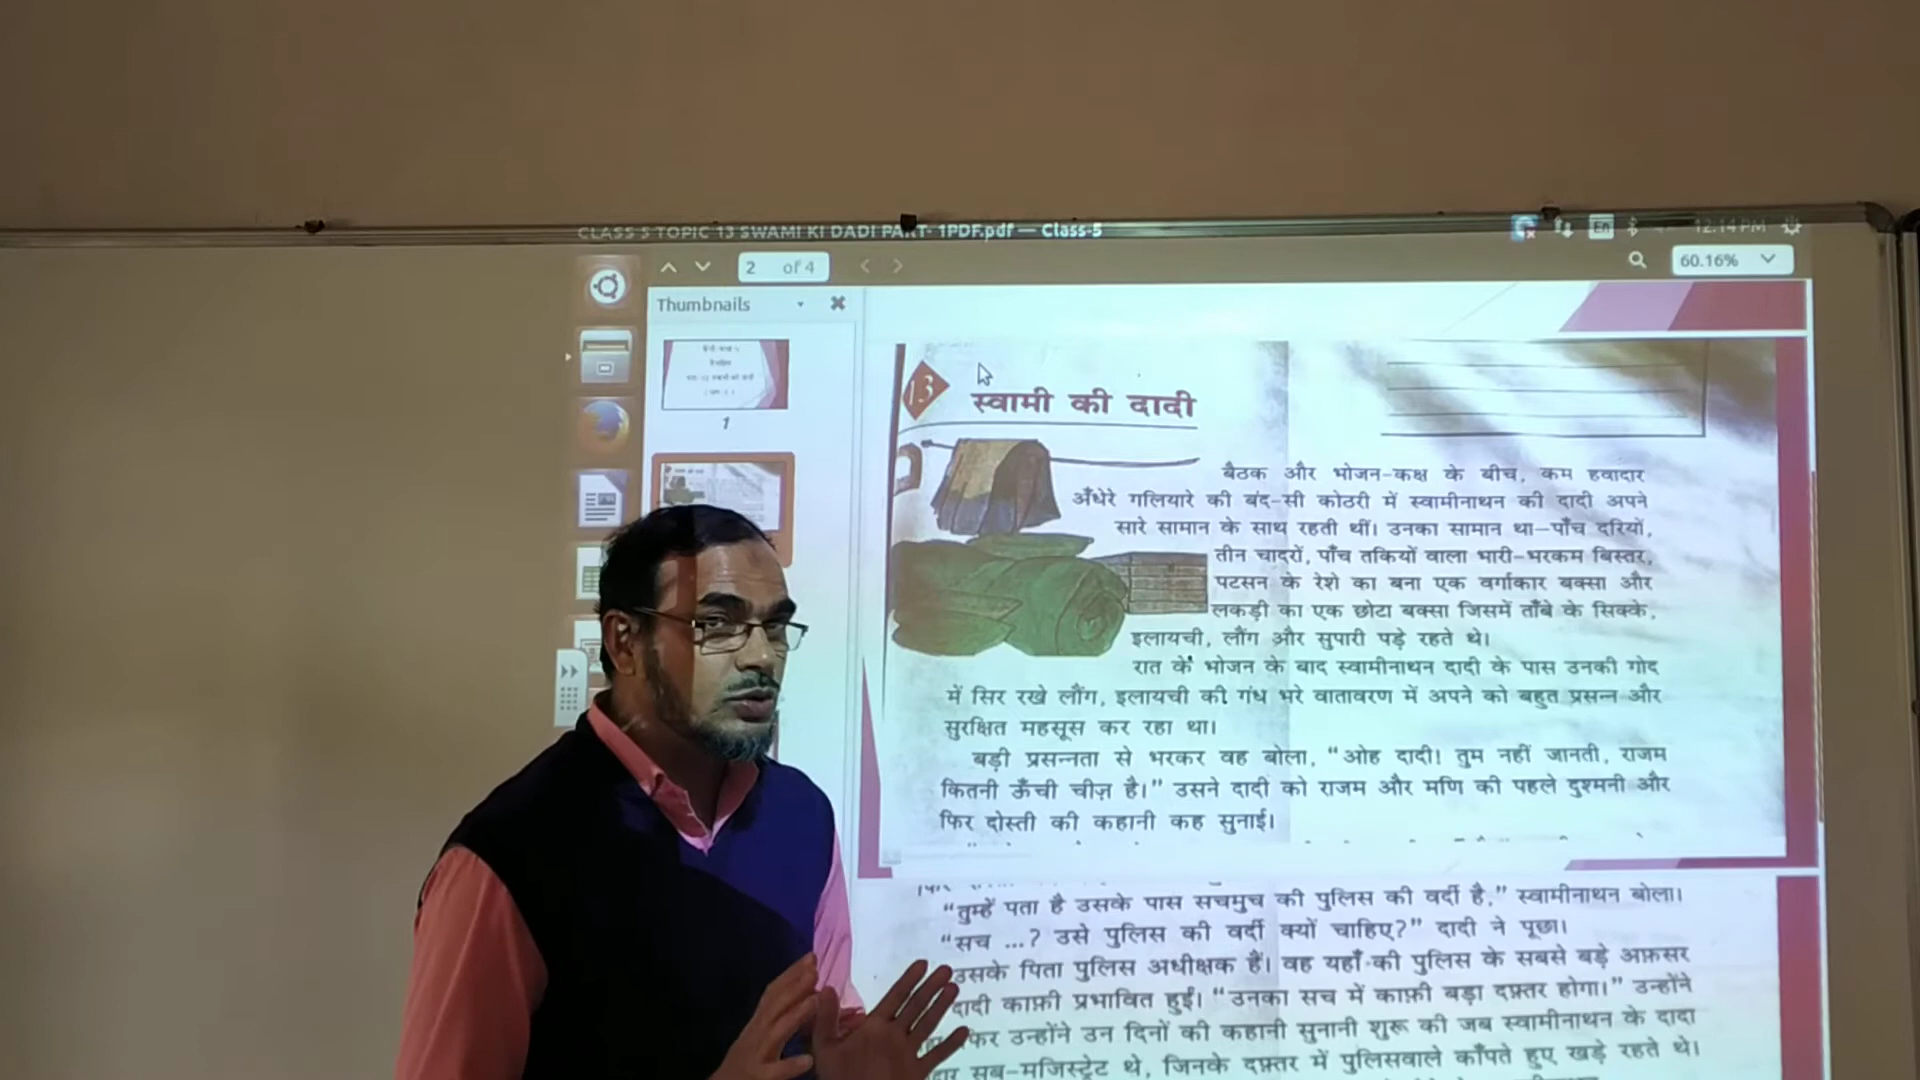 CLASS 5 TOPIC 13 SWAMI KI DADI PART- 1PDF.pdf — Class-5
En
12:14 PM
2 of 4
60.16%
Thumbnails
1
13
स्वामी की दादी
बैठक और भोजन-कक्ष के बीच, कम हवादार
अँधेरे गलियारे की बंद-सी कोठरी में स्वामीनाथन की दादी अपने
सारे सामान के साथ रहती थीं। उनका सामान था—पाँच दरियों,
तीन चादरों, पाँच तकियों वाला भारी-भरकम बिस्तर,
पटसन के रेशे का बना एक वर्गाकार बक्सा और
लकड़ी का एक छोटा बक्सा जिसमें ताँबे के सिक्के,
इलायची, लौंग और सुपारी पड़े रहते थे।
रात के भोजन के बाद स्वामीनाथन दादी के पास उनकी गोद
में सिर रखे लौंग, इलायची की गंध भरे वातावरण में अपने को बहुत प्रसन्न और
सुरक्षित महसूस कर रहा था।
बड़ी प्रसन्नता से भरकर वह बोला, “ओह दादी! तुम नहीं जानती, राजम
कितनी ऊँची चीज़ है।” उसने दादी को राजम और मणि की पहले दुश्मनी और
फिर दोस्ती की कहानी कह सुनाई।
“तुम्हें पता है उसके पास सचमुच की पुलिस की वर्दी है,” स्वामीनाथन बोला।
“सच ...? उसे पुलिस की वर्दी क्यों चाहिए?” दादी ने पूछा।
उसके पिता पुलिस अधीक्षक हैं। वह यहाँ की पुलिस के सबसे बड़े अफ़सर
दादी काफ़ी प्रभावित हुईं। “उनका सच में काफ़ी बड़ा दफ़्तर होगा।” उन्होंने
फिर उन्होंने उन दिनों की कहानी सुनानी शुरू की जब स्वामीनाथन के दादा
सब-मजिस्ट्रेट थे, जिनके दफ़्तर में पुलिसवाले काँपते हुए खड़े रहते थे।